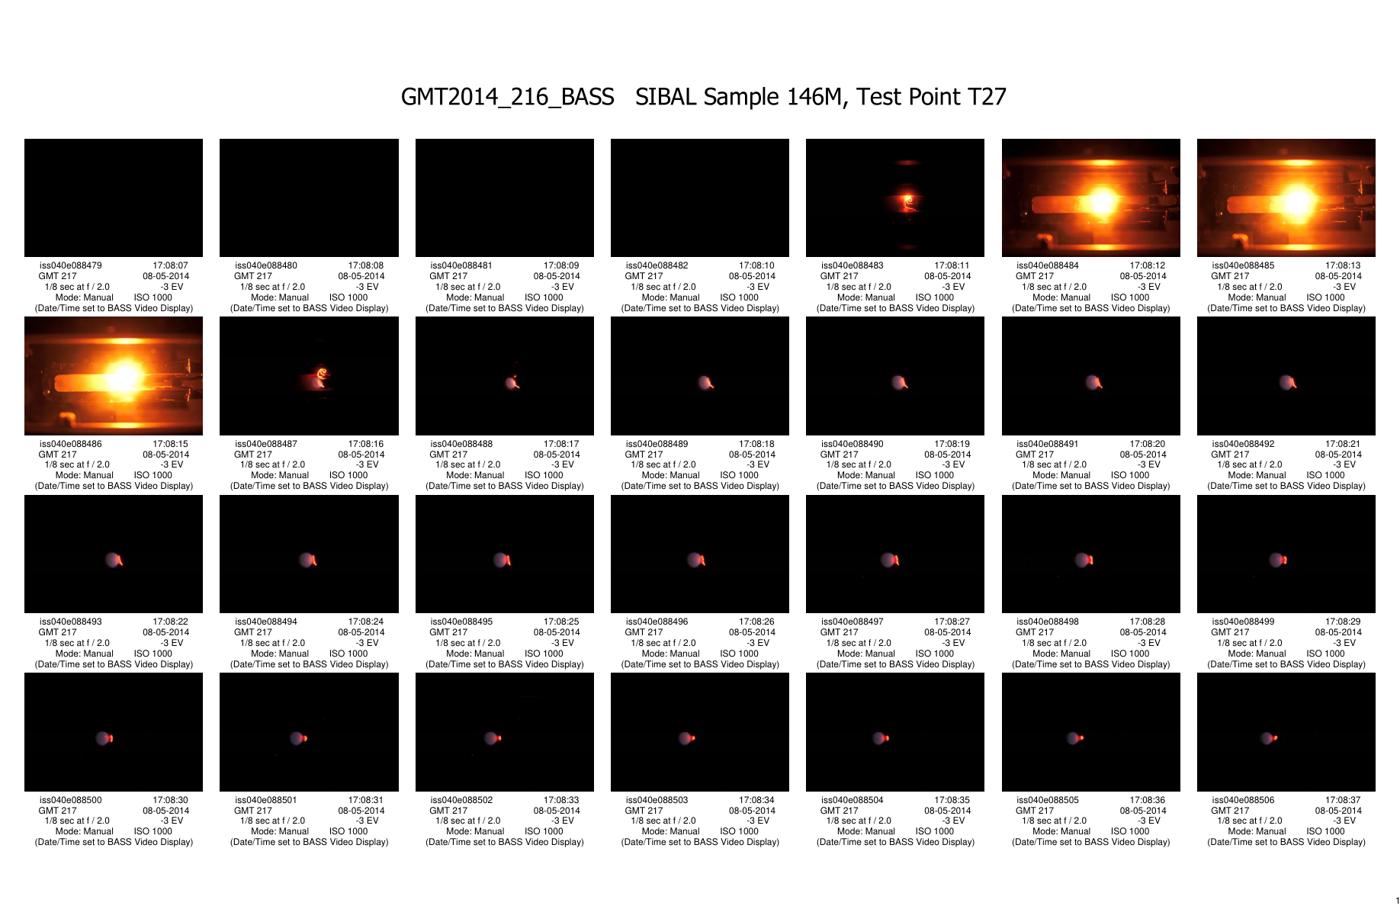 GMT2014_216_BASS SIBAL Sample 146M, Test Point T27
iss040e088479 17:08:07
GMT 217 08-05-2014
1/8 sec at f / 2.0 -3 EV
Mode: Manual ISO 1000
(Date/Time set to BASS Video Display)
iss040e088480 17:08:08
GMT 217 08-05-2014
1/8 sec at f / 2.0 -3 EV
Mode: Manual ISO 1000
(Date/Time set to BASS Video Display)
iss040e088481 17:08:09
GMT 217 08-05-2014
1/8 sec at f / 2.0 -3 EV
Mode: Manual ISO 1000
(Date/Time set to BASS Video Display)
iss040e088482 17:08:10
GMT 217 08-05-2014
1/8 sec at f / 2.0 -3 EV
Mode: Manual ISO 1000
(Date/Time set to BASS Video Display)
iss040e088483 17:08:11
GMT 217 08-05-2014
1/8 sec at f / 2.0 -3 EV
Mode: Manual ISO 1000
(Date/Time set to BASS Video Display)
iss040e088484 17:08:12
GMT 217 08-05-2014
1/8 sec at f / 2.0 -3 EV
Mode: Manual ISO 1000
(Date/Time set to BASS Video Display)
iss040e088485 17:08:13
GMT 217 08-05-2014
1/8 sec at f / 2.0 -3 EV
Mode: Manual ISO 1000
(Date/Time set to BASS Video Display)
iss040e088486 17:08:15
GMT 217 08-05-2014
1/8 sec at f / 2.0 -3 EV
Mode: Manual ISO 1000
(Date/Time set to BASS Video Display)
iss040e088487 17:08:16
GMT 217 08-05-2014
1/8 sec at f / 2.0 -3 EV
Mode: Manual ISO 1000
(Date/Time set to BASS Video Display)
iss040e088488 17:08:17
GMT 217 08-05-2014
1/8 sec at f / 2.0 -3 EV
Mode: Manual ISO 1000
(Date/Time set to BASS Video Display)
iss040e088489 17:08:18
GMT 217 08-05-2014
1/8 sec at f / 2.0 -3 EV
Mode: Manual ISO 1000
(Date/Time set to BASS Video Display)
iss040e088490 17:08:19
GMT 217 08-05-2014
1/8 sec at f / 2.0 -3 EV
Mode: Manual ISO 1000
(Date/Time set to BASS Video Display)
iss040e088491 17:08:20
GMT 217 08-05-2014
1/8 sec at f / 2.0 -3 EV
Mode: Manual ISO 1000
(Date/Time set to BASS Video Display)
iss040e088492 17:08:21
GMT 217 08-05-2014
1/8 sec at f / 2.0 -3 EV
Mode: Manual ISO 1000
(Date/Time set to BASS Video Display)
iss040e088493 17:08:22
GMT 217 08-05-2014
1/8 sec at f / 2.0 -3 EV
Mode: Manual ISO 1000
(Date/Time set to BASS Video Display)
iss040e088494 17:08:24
GMT 217 08-05-2014
1/8 sec at f / 2.0 -3 EV
Mode: Manual ISO 1000
(Date/Time set to BASS Video Display)
iss040e088495 17:08:25
GMT 217 08-05-2014
1/8 sec at f / 2.0 -3 EV
Mode: Manual ISO 1000
(Date/Time set to BASS Video Display)
iss040e088496 17:08:26
GMT 217 08-05-2014
1/8 sec at f / 2.0 -3 EV
Mode: Manual ISO 1000
(Date/Time set to BASS Video Display)
iss040e088497 17:08:27
GMT 217 08-05-2014
1/8 sec at f / 2.0 -3 EV
Mode: Manual ISO 1000
(Date/Time set to BASS Video Display)
iss040e088498 17:08:28
GMT 217 08-05-2014
1/8 sec at f / 2.0 -3 EV
Mode: Manual ISO 1000
(Date/Time set to BASS Video Display)
iss040e088499 17:08:29
GMT 217 08-05-2014
1/8 sec at f / 2.0 -3 EV
Mode: Manual ISO 1000
(Date/Time set to BASS Video Display)
iss040e088500 17:08:30
GMT 217 08-05-2014
1/8 sec at f / 2.0 -3 EV
Mode: Manual ISO 1000
(Date/Time set to BASS Video Display)
iss040e088501 17:08:31
GMT 217 08-05-2014
1/8 sec at f / 2.0 -3 EV
Mode: Manual ISO 1000
(Date/Time set to BASS Video Display)
iss040e088502 17:08:33
GMT 217 08-05-2014
1/8 sec at f / 2.0 -3 EV
Mode: Manual ISO 1000
(Date/Time set to BASS Video Display)
iss040e088503 17:08:34
GMT 217 08-05-2014
1/8 sec at f / 2.0 -3 EV
Mode: Manual ISO 1000
(Date/Time set to BASS Video Display)
iss040e088504 17:08:35
GMT 217 08-05-2014
1/8 sec at f / 2.0 -3 EV
Mode: Manual ISO 1000
(Date/Time set to BASS Video Display)
iss040e088505 17:08:36
GMT 217 08-05-2014
1/8 sec at f / 2.0 -3 EV
Mode: Manual ISO 1000
(Date/Time set to BASS Video Display)
iss040e088506 17:08:37
GMT 217 08-05-2014
1/8 sec at f / 2.0 -3 EV
Mode: Manual ISO 1000
(Date/Time set to BASS Video Display)